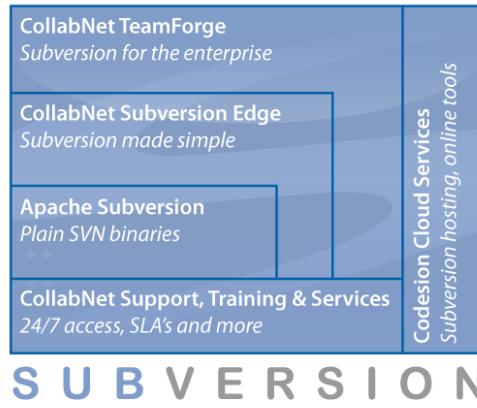 CollabNet TeamForge
Subversion for the enterprise
CollabNet Subversion Edge
Subversion made simple
Apache Subversion
Plain SVN binaries
CollabNet Support, Training & Services
24/7 access, SLA's and more
Codesion Cloud Services
Subversion hosting, online tools
SUBVERSION